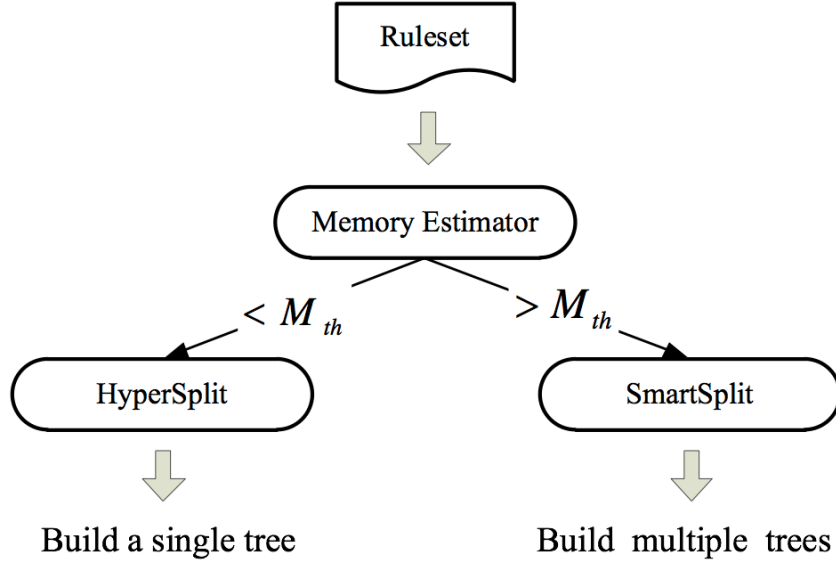 Ruleset
Memory Estimator
< M th
> M th
HyperSplit
SmartSplit
Build a single tree
Build multiple trees